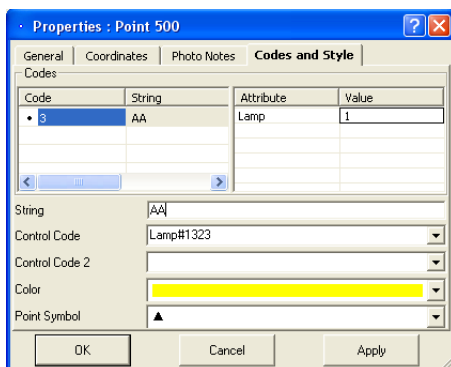 Properties : Point 500
General Coordinates Photo Notes Codes and Style
Codes
Code String Attribute Value
3 AA Lamp 1
String AA
Control Code Lamp#1323
Control Code 2
Color
Point Symbol
OK Cancel Apply